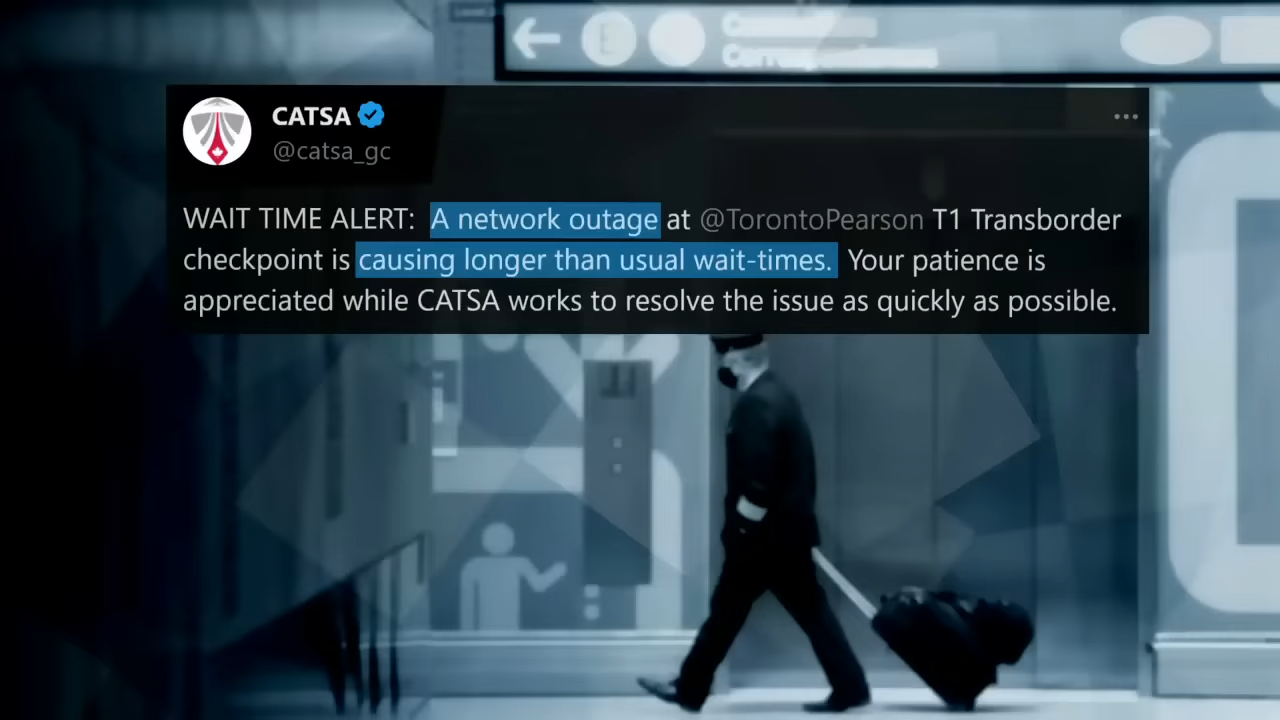 CATSA
@catsa_gc
WAIT TIME ALERT: A network outage at @TorontoPearson T1 Transborder
checkpoint is causing longer than usual wait-times. Your patience is
appreciated while CATSA works to resolve the issue as quickly as possible.